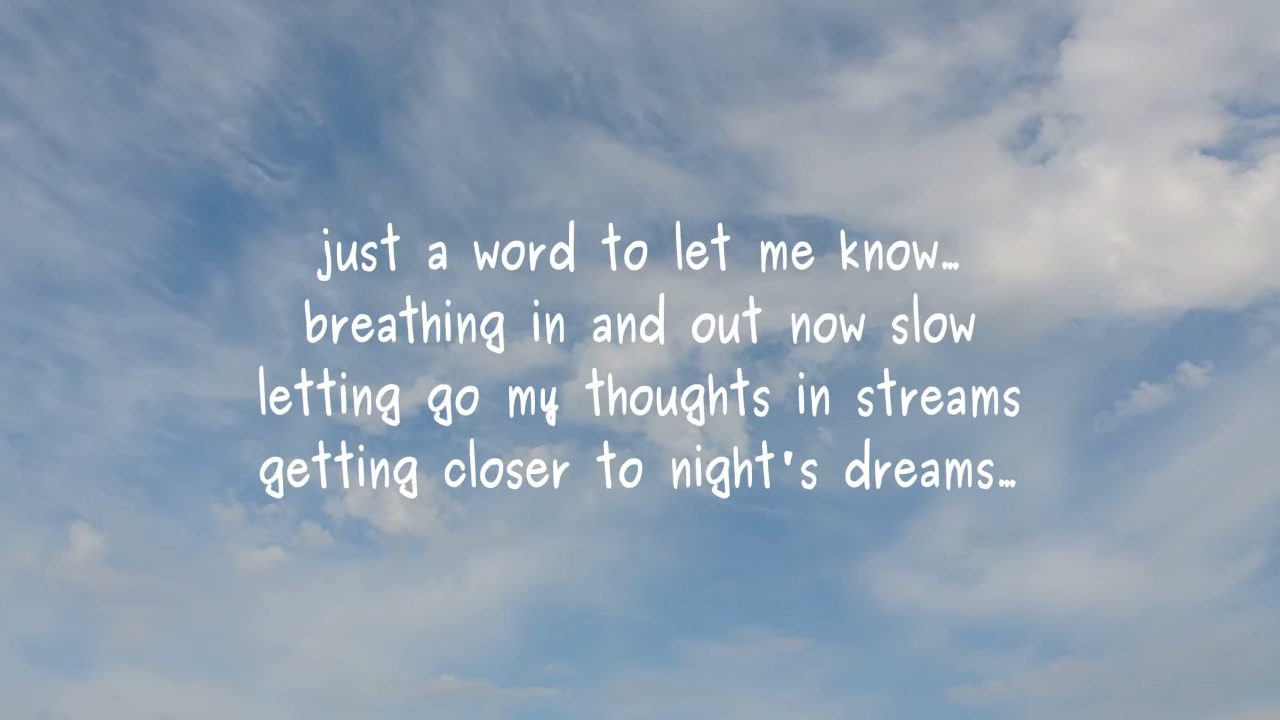 just a word to let me know...
breathing in and out now slow
letting go my thoughts in streams
getting closer to night's dreams...